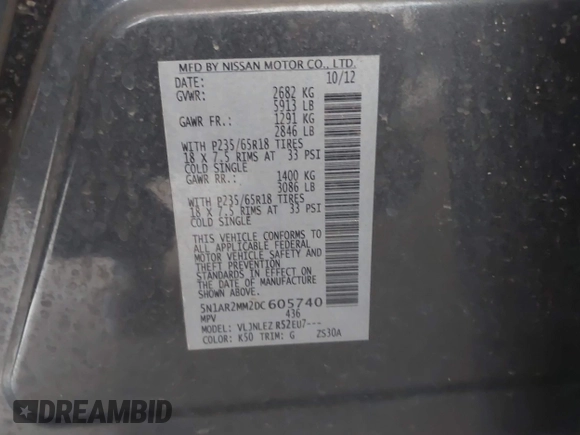 MFD BY NISSAN MOTOR CO., LTD.
DATE: 10/12
GVWR: 2682 KG
5913 LB
GAWR FR.: 1291 KG
2846 LB
WITH P235/65R18 TIRES
18 X 7.5 RIMS AT 33 PSI
COLD SINGLE
GAWR RR.: 1400 KG
3086 LB
WITH P235/65R18 TIRES
18 X 7.5 RIMS AT 33 PSI
COLD SINGLE
THIS VEHICLE CONFORMS TO
ALL APPLICABLE FEDERAL
MOTOR VEHICLE SAFETY AND
THEFT PREVENTION
STANDARDS IN EFFECT ON
THE DATE OF MANUFACTURE
SHOWN ABOVE.
5N1AR2MM2DC605740
MPV 436
MODEL: VLJNLEZ R52EU7---
COLOR: K50 TRIM: G ZS30A
DREAMBID